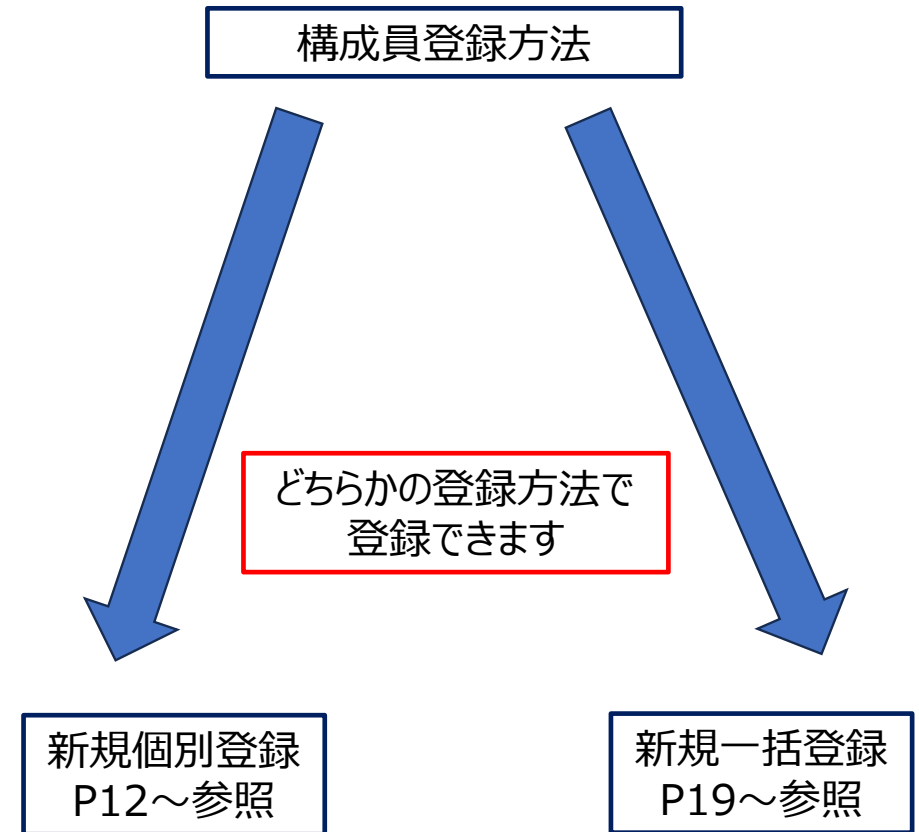 構成員登録方法
どちらかの登録方法で
登録できます
新規個別登録
P12～参照
新規一括登録
P19～参照